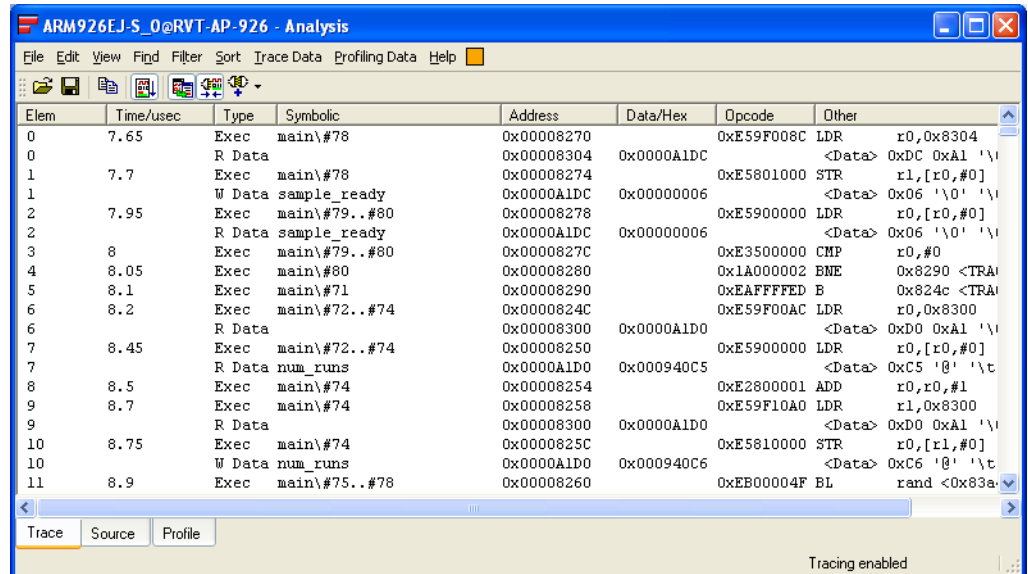 ARM926EJ-S_0@RVT-AP-926 - Analysis
File Edit View Find Filter Sort Trace Data Profiling Data Help
Elem Time/usec Type Symbolic Address Data/Hex Opcode Other
0 7.65 Exec main\#78 0x00008270 0xE59F008C LDR r0,0x8304
0 R Data 0x00008304 0x0000A1DC <Data> 0xDC 0xA1 '\
1 7.7 Exec main\#78 0x00008274 0xE5801000 STR r1,[r0,#0]
1 W Data sample_ready 0x0000A1DC 0x00000006 <Data> 0x06 '\0' '\
2 7.95 Exec main\#79..#80 0x00008278 0xE5900000 LDR r0,[r0,#0]
2 R Data sample_ready 0x0000A1DC 0x00000006 <Data> 0x06 '\0' '\
3 8 Exec main\#79..#80 0x0000827C 0xE3500000 CMP r0,#0
4 8.05 Exec main\#80 0x00008280 0x1A000002 BNE 0x8290 <TRA
5 8.1 Exec main\#71 0x00008290 0xEAFFFFED B 0x824c <TRA
6 8.2 Exec main\#72..#74 0x0000824C 0xE59F00AC LDR r0,0x8300
6 R Data 0x00008300 0x0000A1D0 <Data> 0xD0 0xA1 '\
7 8.45 Exec main\#72..#74 0x00008250 0xE5900000 LDR r0,[r0,#0]
7 R Data num_runs 0x0000A1D0 0x000940C5 <Data> 0xC5 '@' '\t
8 8.5 Exec main\#74 0x00008254 0xE2800001 ADD r0,r0,#1
9 8.7 Exec main\#74 0x00008258 0xE59F10A0 LDR r1,0x8300
9 R Data 0x00008300 0x0000A1D0 <Data> 0xD0 0xA1 '\
10 8.75 Exec main\#74 0x0000825C 0xE5810000 STR r0,[r1,#0]
10 W Data num_runs 0x0000A1D0 0x000940C6 <Data> 0xC6 '@' '\t
11 8.9 Exec main\#75..#78 0x00008260 0xEB00004F BL rand <0x83a
Trace Source Profile
Tracing enabled